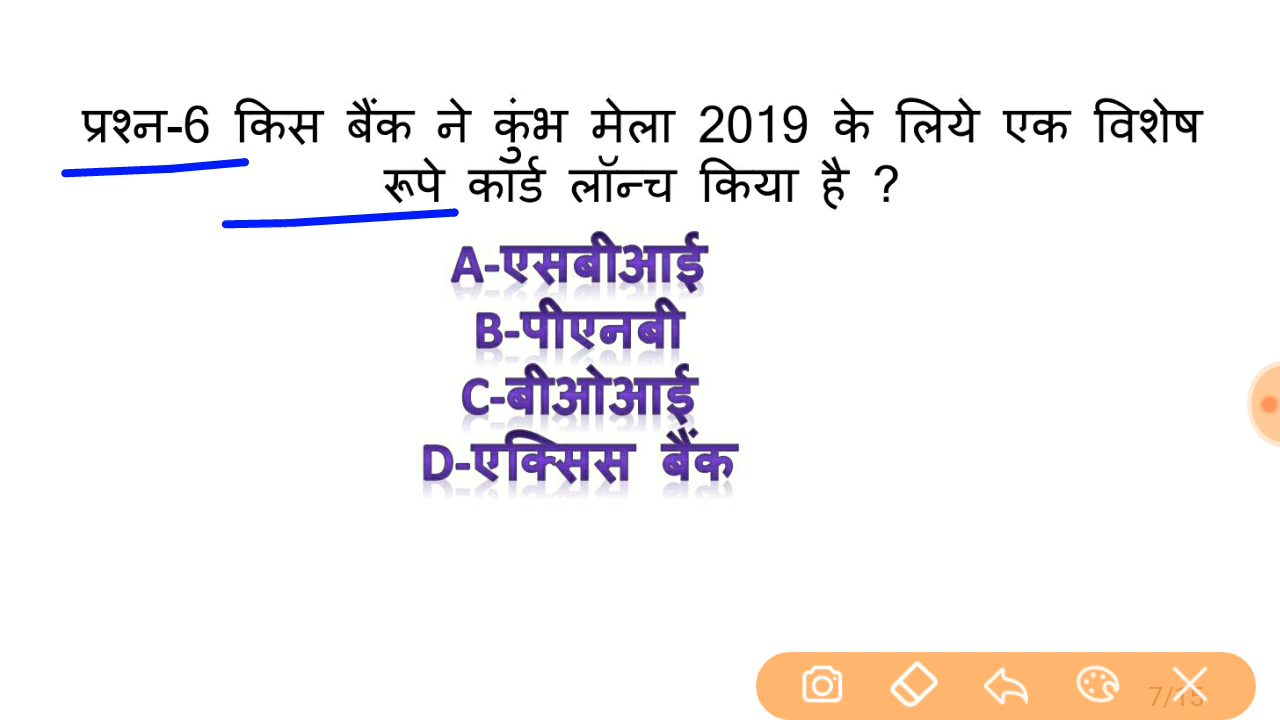 प्रश्न-6 किस बैंक ने कुंभ मेला 2019 के लिये एक विशेष
रूपे कार्ड लॉन्च किया है ?
A-एसबीआई
B-पीएनबी
C-बीओआई
D-एक्सिस बैंक
7/15